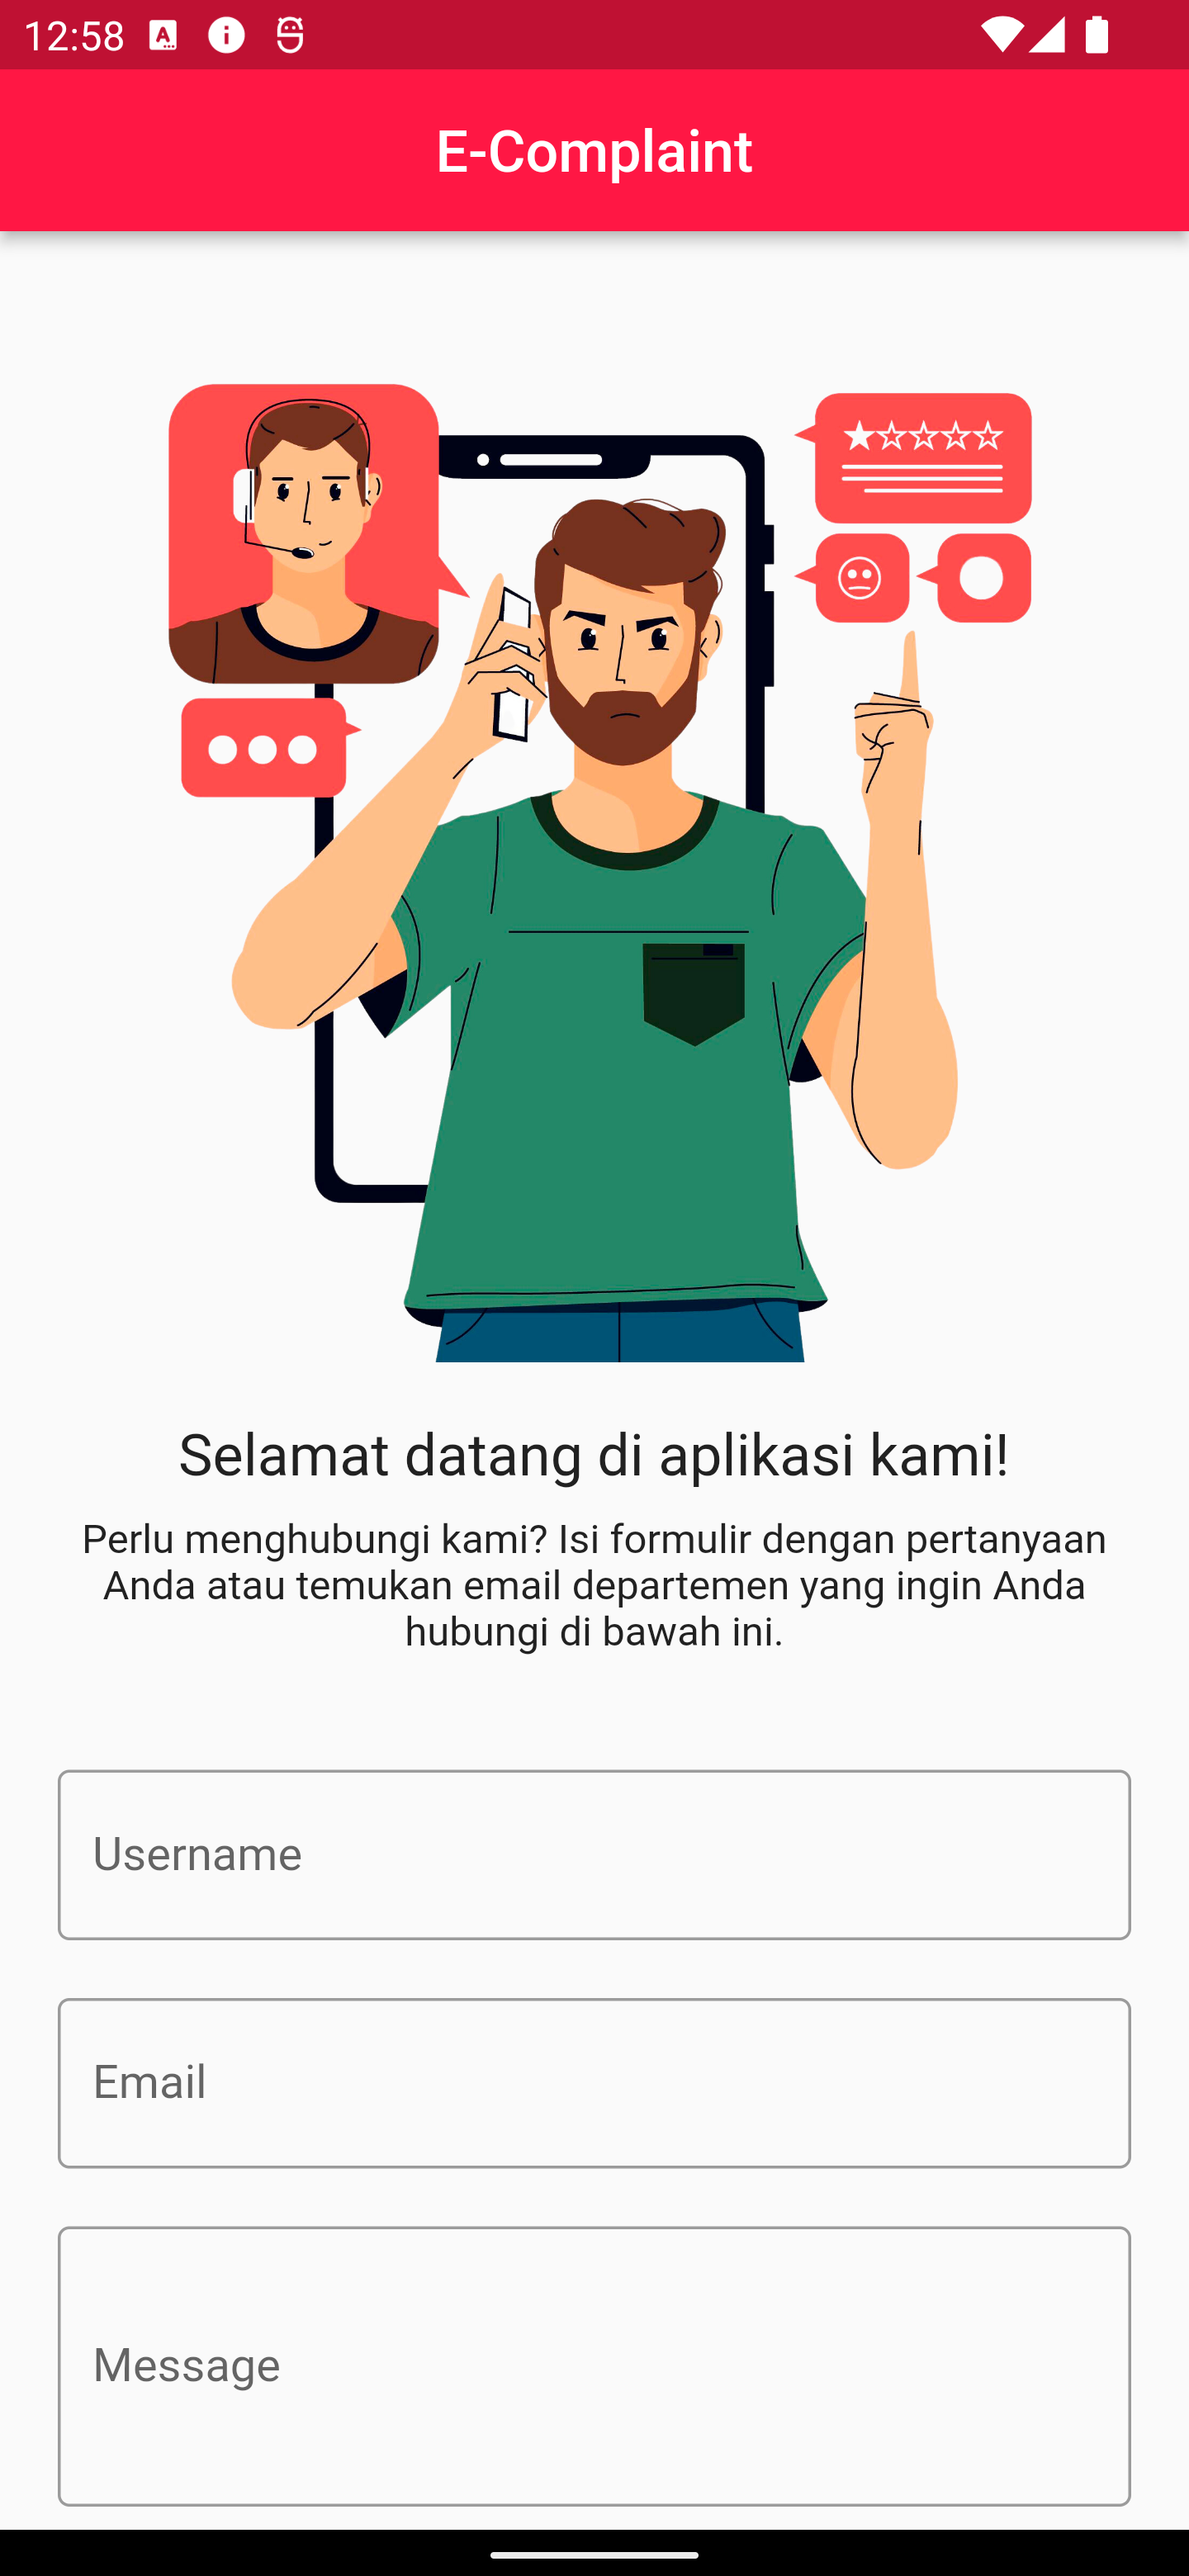 12:58
E-Complaint
Selamat datang di aplikasi kami!
Perlu menghubungi kami? Isi formulir dengan pertanyaan
Anda atau temukan email departemen yang ingin Anda
hubungi di bawah ini.
Username
Email
Message